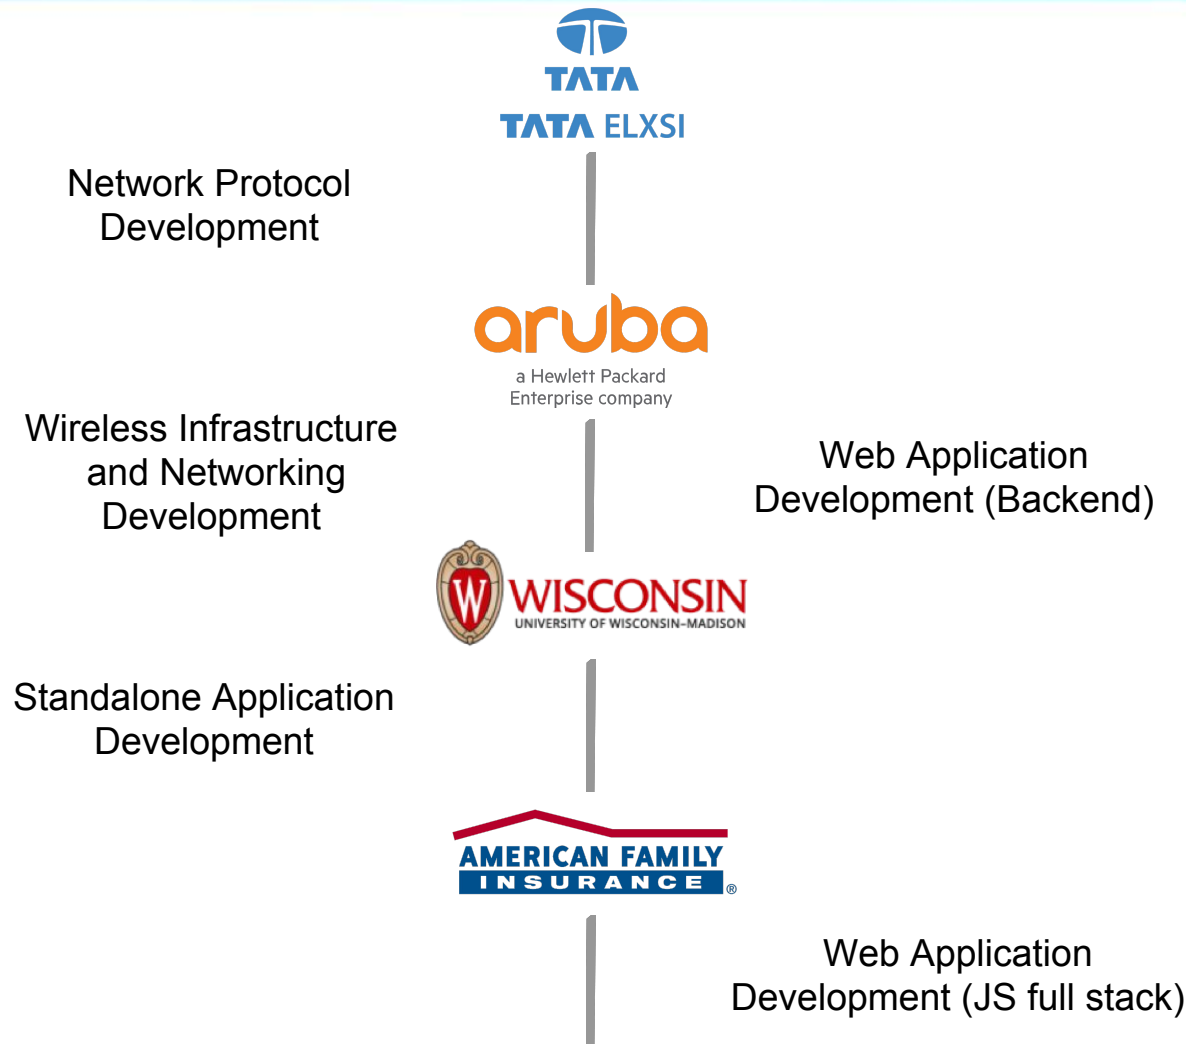 TATA
TATA ELXSI
Network Protocol
Development
aruba
a Hewlett Packard
Enterprise company
Wireless Infrastructure
and Networking
Development
Web Application
Development (Backend)
W
WISCONSIN
UNIVERSITY OF WISCONSIN–MADISON
Standalone Application
Development
AMERICAN FAMILY
INSURANCE ®
Web Application
Development (JS full stack)